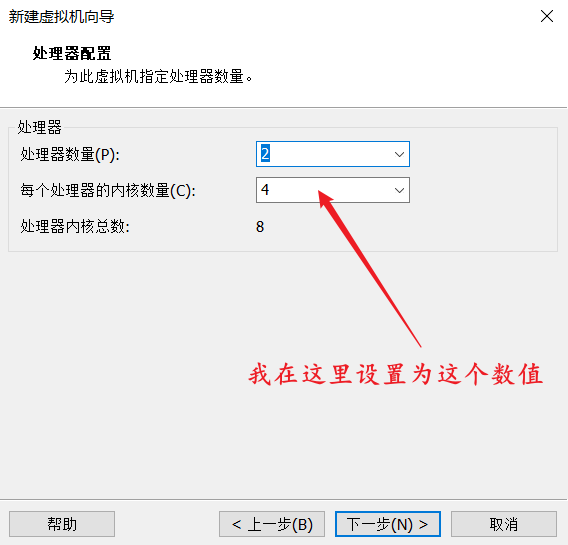 新建虚拟机向导
处理器配置
为此虚拟机指定处理器数量。
处理器
处理器数量(P):
2
每个处理器的内核数量(C):
4
处理器内核总数:
8
我在这里设置为这个数值
帮助
< 上一步(B)
下一步(N) >
取消